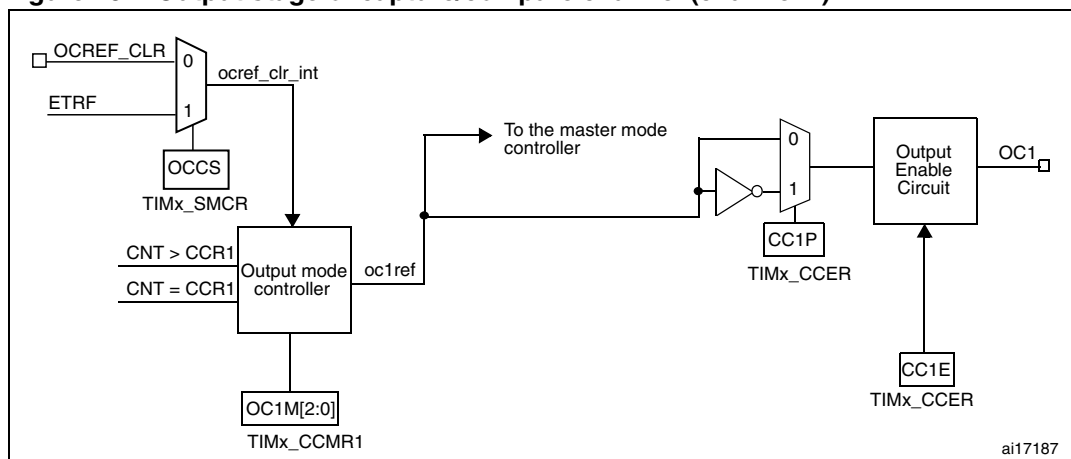 OCREF_CLR
0
ocref_clr_int
ETRF
1
OCCS
TIMx_SMCR
To the master mode
controller
0
1
CC1P
TIMx_CCER
Output
Enable
Circuit
OC1
CNT > CCR1
CNT = CCR1
Output mode
controller
oc1ref
OC1M[2:0]
TIMx_CCMR1
CC1E
TIMx_CCER
ai17187